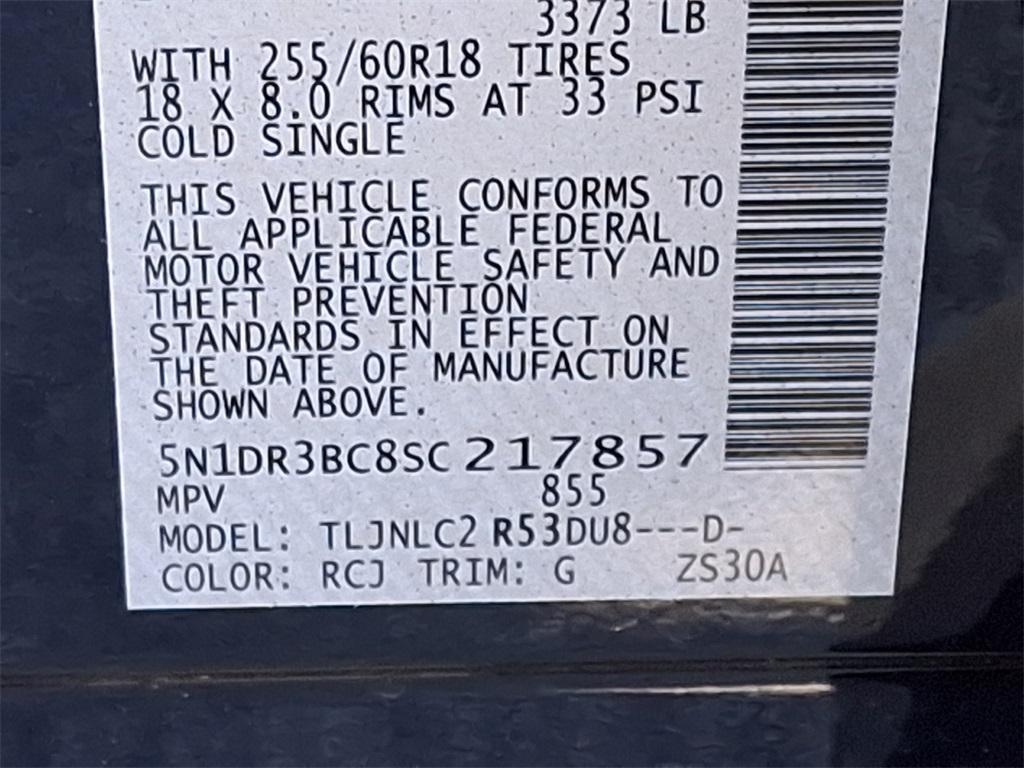 3373 LB
WITH 255/60R18 TIRES
18 X 8.0 RIMS AT 33 PSI
COLD SINGLE
THIS VEHICLE CONFORMS TO
ALL APPLICABLE FEDERAL
MOTOR VEHICLE SAFETY AND
THEFT PREVENTION
STANDARDS IN EFFECT ON
THE DATE OF MANUFACTURE
SHOWN ABOVE.
5N1DR3BC8SC217857
MPV 855
MODEL: TLJNLC2 R53DU8---D-
COLOR: RCJ TRIM: G ZS30A